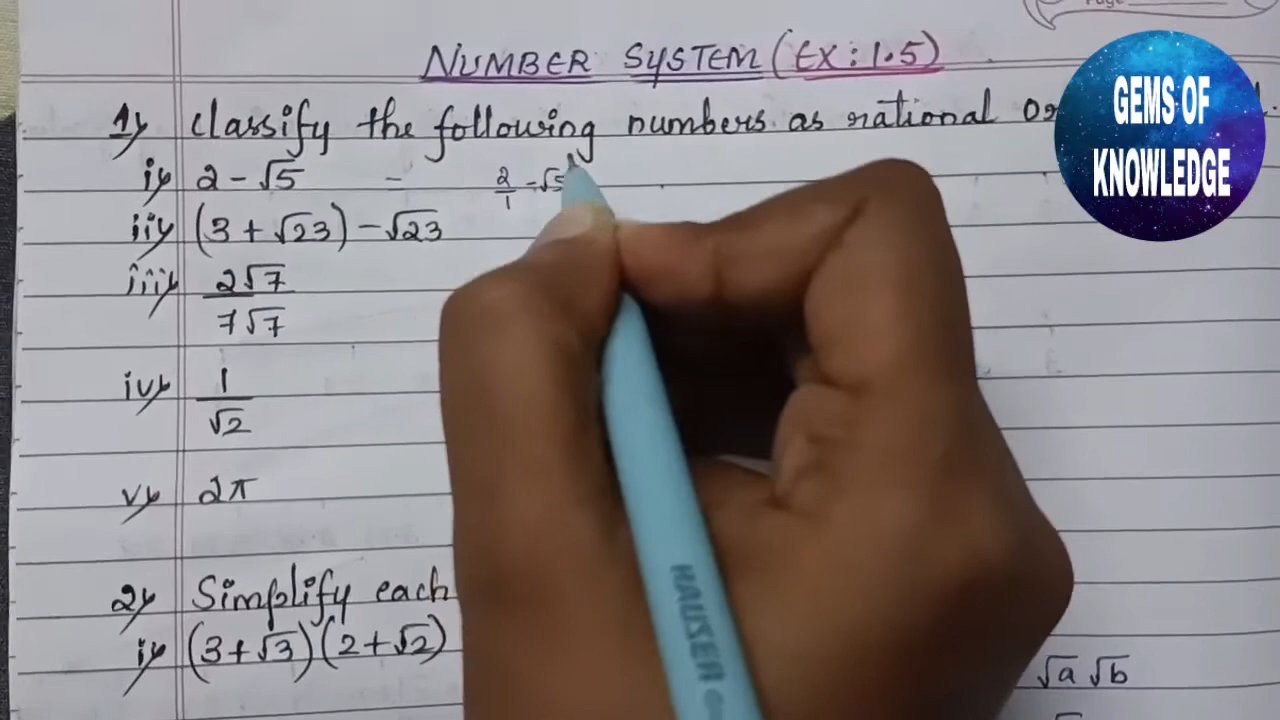 NUMBER SYSTEM (EX: 1.5)
1) Classify the following numbers as rational or
GEMS OF
KNOWLEDGE
i) 2 - √5 - 2/1 - √5
ii) (3 + √23) - √23
iii) 2√7
7√7
iv) 1
√2
v) 2π
2) Simplify each
i) (3+√3)(2+√2)
√a √b
HAUSER